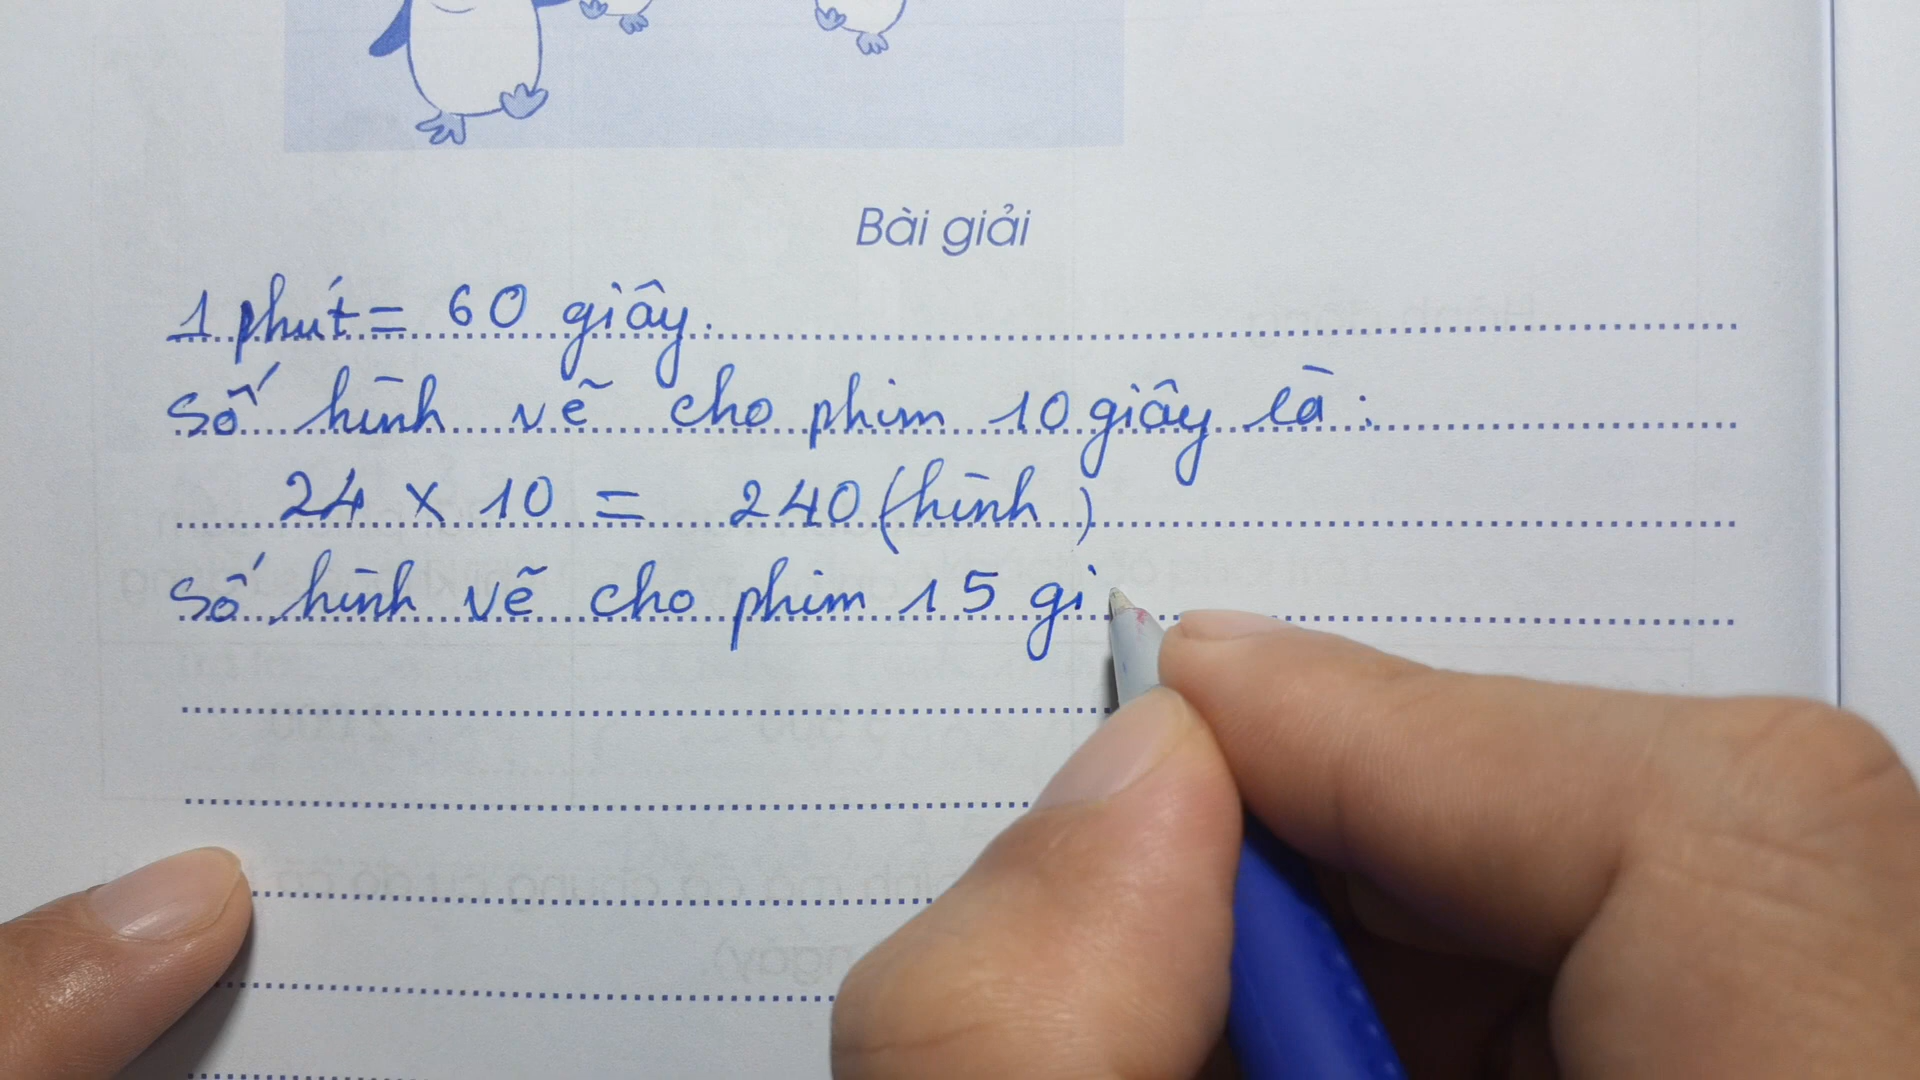 Bài giải
1 phút = 60 giây.
Số hình vẽ cho phim 10 giây là:
24 x 10 = 240 (hình)
Số hình vẽ cho phim 15 gi